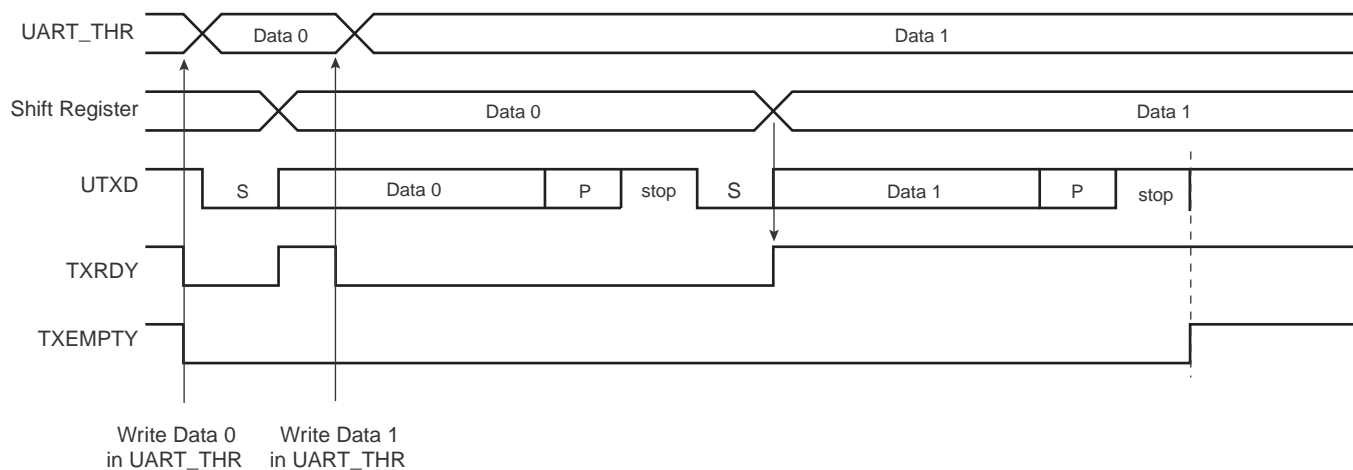 UART_THR
Data 0
Data 1
Shift Register
Data 0
Data 1
UTXD
S
Data 0
P
stop
S
Data 1
P
stop
TXRDY
TXEMPTY
Write Data 0
in UART_THR
Write Data 1
in UART_THR